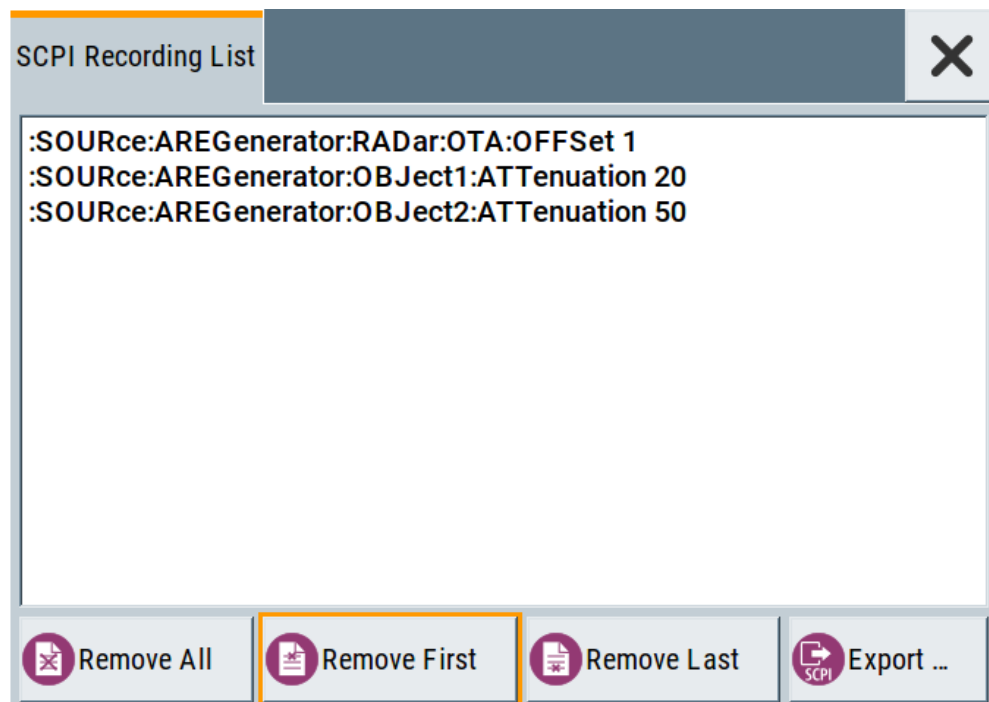 SCPI Recording List
:SOURce:AREGenerator:RADar:OTA:OFFSet 1
:SOURce:AREGenerator:OBJect1:ATTenuation 20
:SOURce:AREGenerator:OBJect2:ATTenuation 50
Remove All
Remove First
Remove Last
SCPI
Export ...